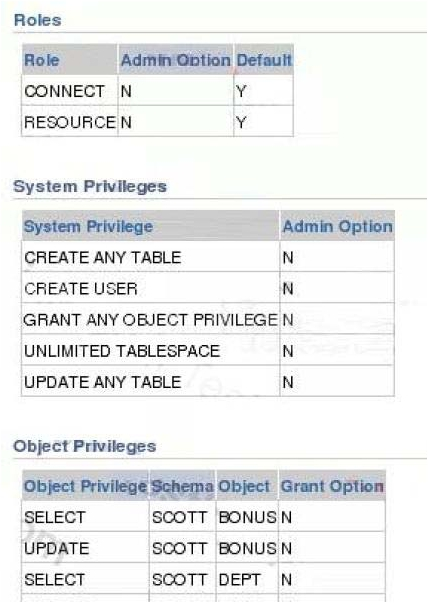 Roles
Role Admin Option Default
CONNECT N Y
RESOURCE N Y
System Privileges
System Privilege Admin Option
CREATE ANY TABLE N
CREATE USER N
GRANT ANY OBJECT PRIVILEGE N
UNLIMITED TABLESPACE N
UPDATE ANY TABLE N
Object Privileges
Object Privilege Schema Object Grant Option
SELECT SCOTT BONUS N
UPDATE SCOTT BONUS N
SELECT SCOTT DEPT N